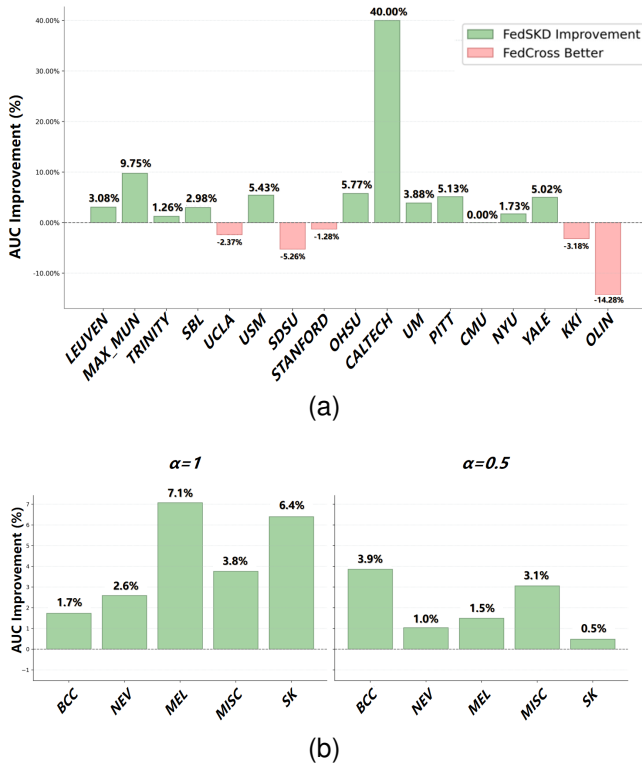 FedSKD Improvement
FedCross Better
AUC Improvement (%)
40.00%
30.00%
20.00%
10.00%
0.00%
-10.00%
3.08%
9.75%
1.26%
2.98%
-2.37%
5.43%
-5.26%
-1.28%
5.77%
40.00%
3.88%
5.13%
0.00%
1.73%
5.02%
-3.18%
-14.28%
LEUVEN
MAX_MUN
TRINITY
SBL
UCLA
USM
SDSU
STANFORD
OHSU
CALTECH
UM
PITT
CMU
NYU
YALE
KKI
OLIN
(a)
α=1
α=0.5
AUC Improvement (%)
7
6
5
4
3
2
1
0
−1
1.7%
2.6%
7.1%
3.8%
6.4%
3.9%
1.0%
1.5%
3.1%
0.5%
BCC
NEV
MEL
MISC
SK
BCC
NEV
MEL
MISC
SK
(b)